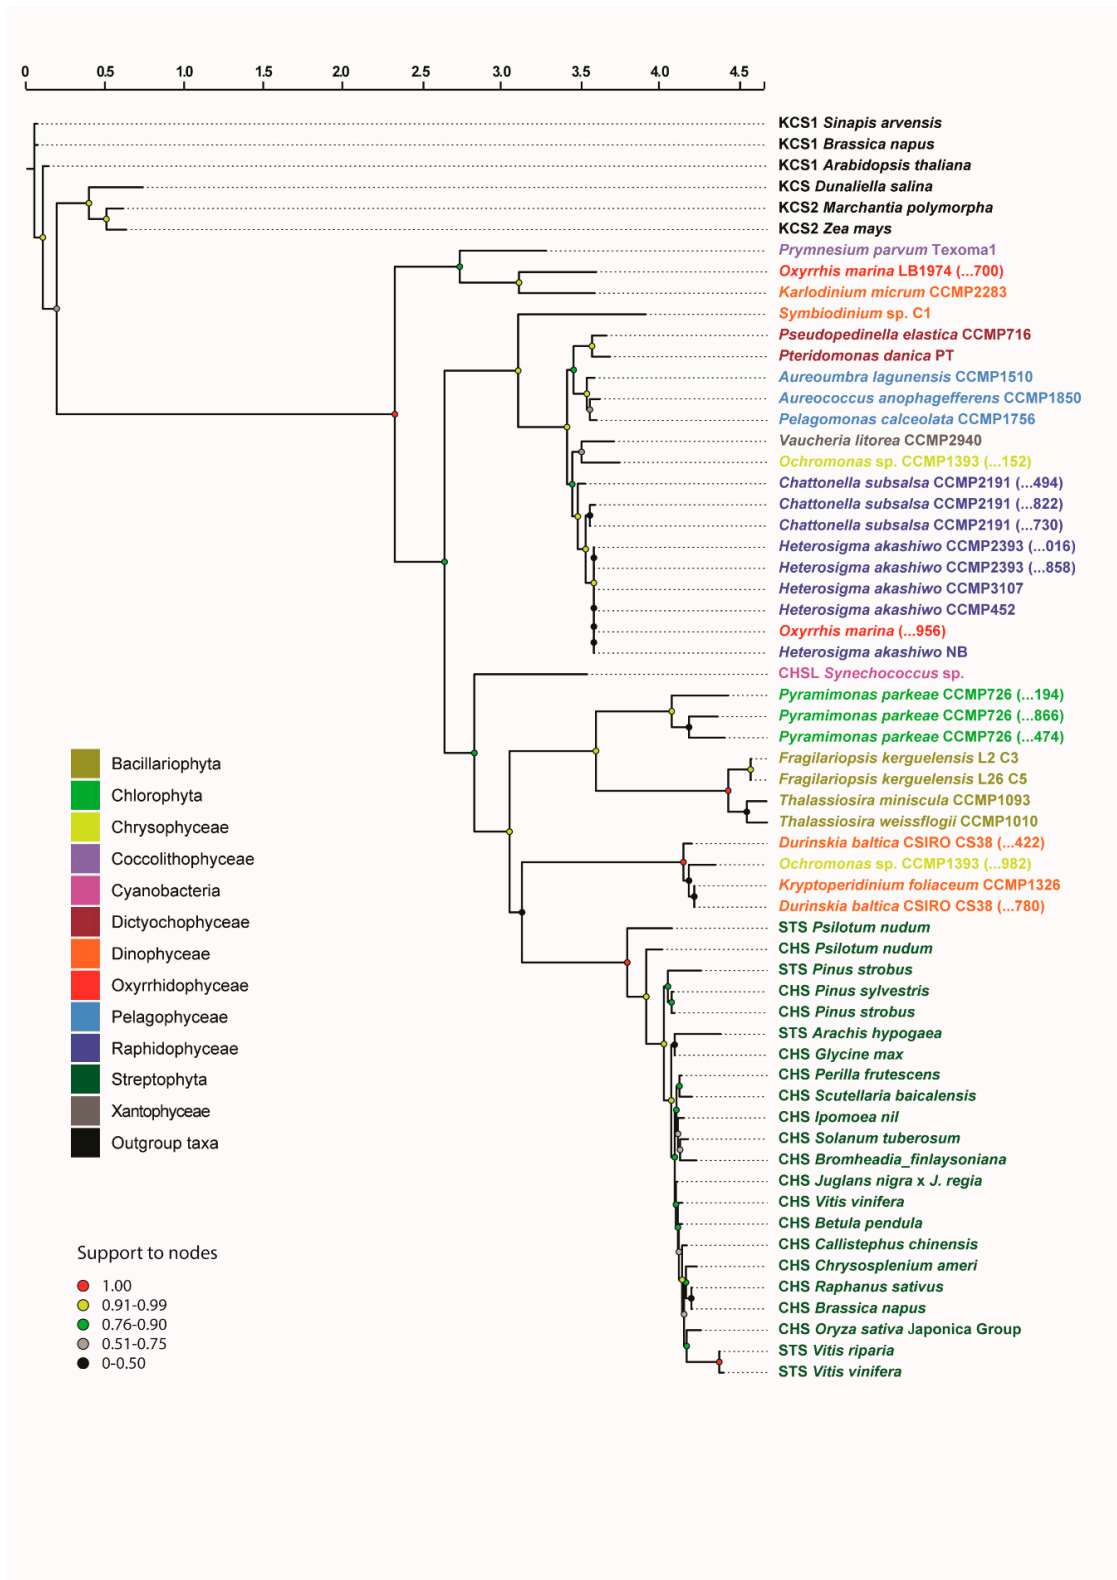 0 0.5 1.0 1.5 2.0 2.5 3.0 3.5 4.0 4.5
KCS1 Sinapis arvensis
KCS1 Brassica napus
KCS1 Arabidopsis thaliana
KCS Dunaliella salina
KCS2 Marchantia polymorpha
KCS2 Zea mays
Prymnesium parvum Texoma1
Oxyrrhis marina LB1974 (...700)
Karlodinium micrum CCMP2283
Symbiodinium sp. C1
Pseudopedinella elastica CCMP716
Pteridomonas danica PT
Aureoumbra lagunensis CCMP1510
Aureococcus anophagefferens CCMP1850
Pelagomonas calceolata CCMP1756
Vaucheria litorea CCMP2940
Ochromonas sp. CCMP1393 (...152)
Chattonella subsalsa CCMP2191 (...494)
Chattonella subsalsa CCMP2191 (...822)
Chattonella subsalsa CCMP2191 (...730)
Heterosigma akashiwo CCMP2393 (...016)
Heterosigma akashiwo CCMP2393 (...858)
Heterosigma akashiwo CCMP3107
Heterosigma akashiwo CCMP452
Oxyrrhis marina (...956)
Heterosigma akashiwo NB
CHSL Synechococcus sp.
Pyramimonas parkeae CCMP726 (...194)
Pyramimonas parkeae CCMP726 (...866)
Pyramimonas parkeae CCMP726 (...474)
Fragilariopsis kerguelensis L2 C3
Fragilariopsis kerguelensis L26 C5
Thalassiosira miniscula CCMP1093
Thalassiosira weissflogii CCMP1010
Durinskia baltica CSIRO CS38 (...422)
Ochromonas sp. CCMP1393 (...982)
Kryptoperidinium foliaceum CCMP1326
Durinskia baltica CSIRO CS38 (...780)
STS Psilotum nudum
CHS Psilotum nudum
STS Pinus strobus
CHS Pinus sylvestris
CHS Pinus strobus
STS Arachis hypogaea
CHS Glycine max
CHS Perilla frutescens
CHS Scutellaria baicalensis
CHS Ipomoea nil
CHS Solanum tuberosum
CHS Bromheadia_finlaysoniana
CHS Juglans nigra x J. regia
CHS Vitis vinifera
CHS Betula pendula
CHS Callistephus chinensis
CHS Chrysosplenium ameri
CHS Raphanus sativus
CHS Brassica napus
CHS Oryza sativa Japonica Group
STS Vitis riparia
STS Vitis vinifera
Bacillariophyta
Chlorophyta
Chrysophyceae
Coccolithophyceae
Cyanobacteria
Dictyochophyceae
Dinophyceae
Oxyrrhidophyceae
Pelagophyceae
Raphidophyceae
Streptophyta
Xantophyceae
Outgroup taxa
Support to nodes
1.00
0.91-0.99
0.76-0.90
0.51-0.75
0-0.50